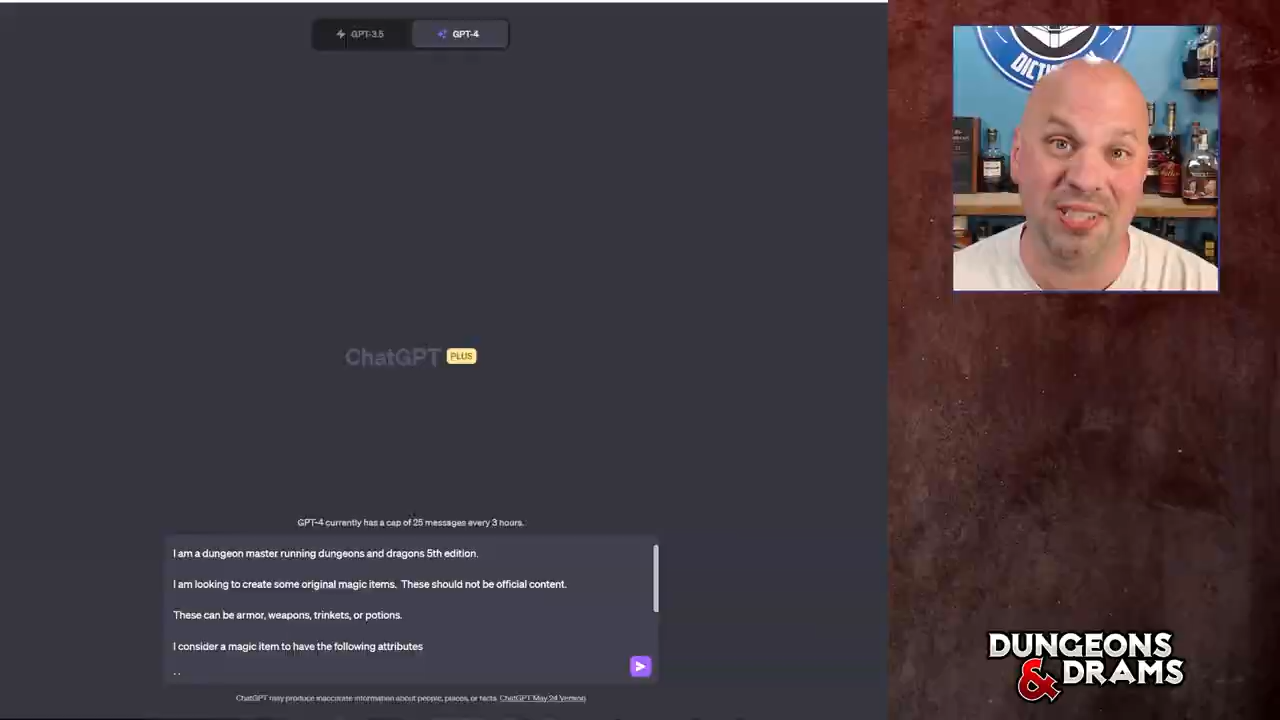 GPT-3.5
GPT-4
DICTI
ChatGPT PLUS
GPT-4 currently has a cap of 25 messages every 3 hours.
I am a dungeon master running dungeons and dragons 5th edition.
I am looking to create some original magic items.  These should not be official content.
These can be armor, weapons, trinkets, or potions.
I consider a magic item to have the following attributes
ChatGPT may produce inaccurate information about people, places, or facts. ChatGPT May 24 Version
DUNGEONS
& DRAMS